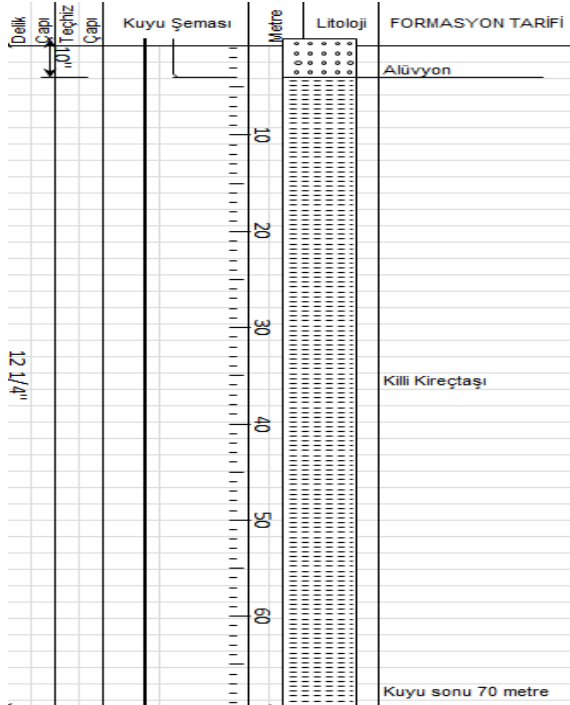 Delik Çapı
Teçhiz Çapı
Kuyu Şeması
Metre
Litoloji
FORMASYON TARİFİ
10"
Alüvyon
10
20
30
12 1/4"
Killi Kireçtaşı
40
50
60
Kuyu sonu 70 metre